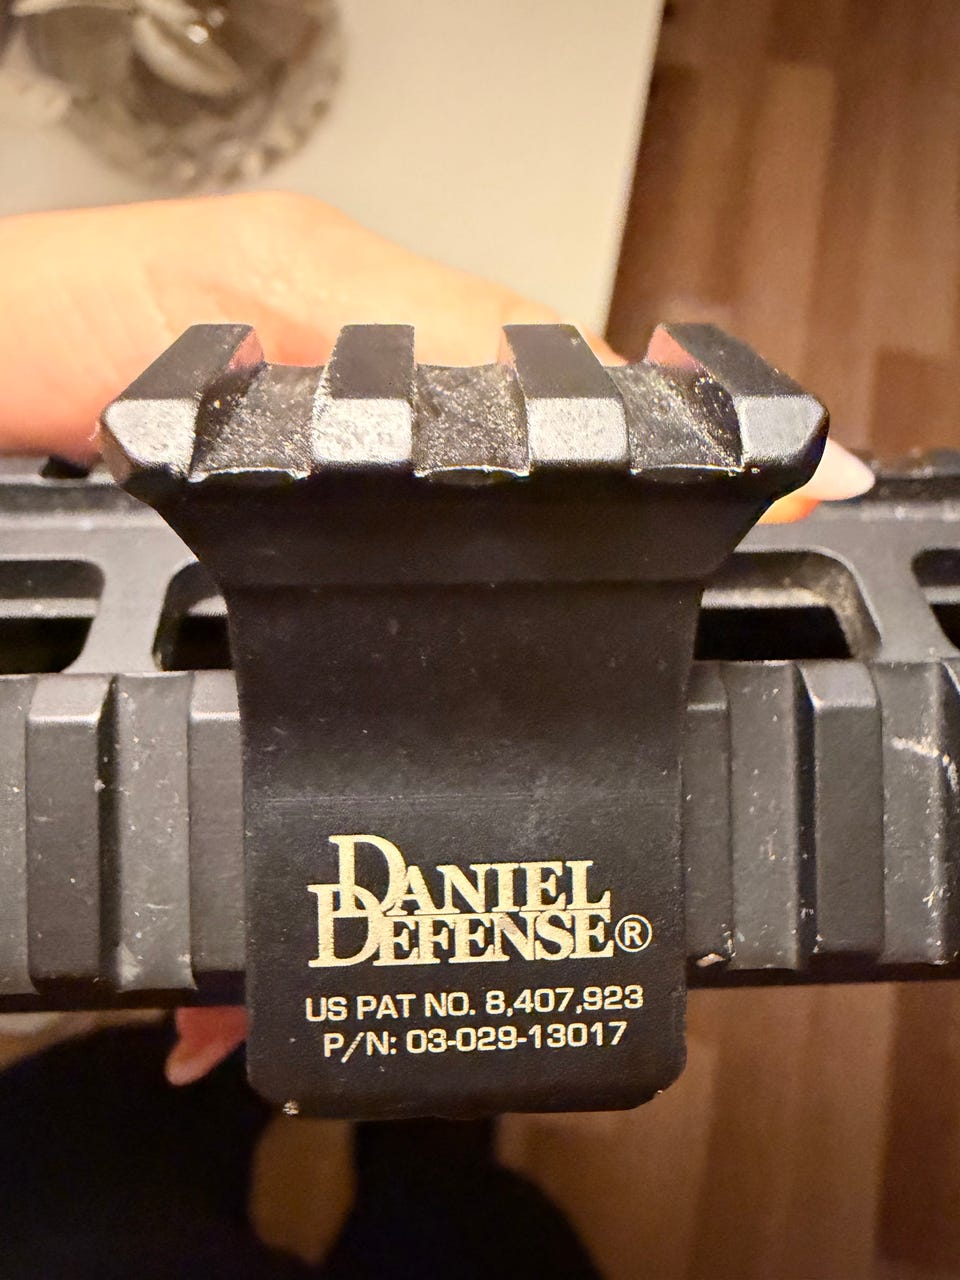 DANIEL
DEFENSE®
US PAT NO. 8,407,923
P/N: 03-029-13017